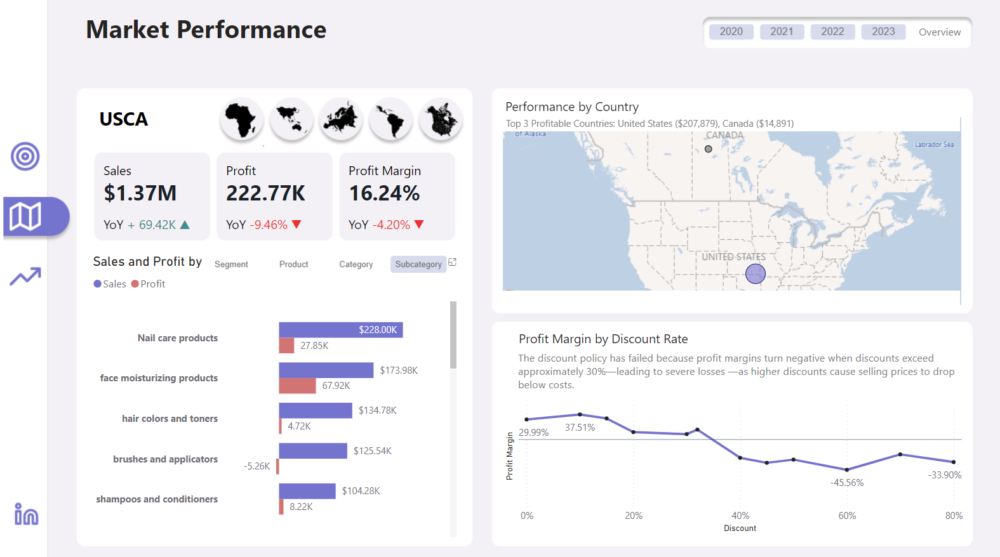 Market Performance
2020 2021 2022 2023 Overview
USCA
Sales
$1.37M
YoY + 69.42K ▲
Profit
222.77K
YoY -9.46% ▼
Profit Margin
16.24%
YoY -4.20% ▼
Sales and Profit by Segment Product Category Subcategory
Sales Profit
Nail care products
$228.00K
27.85K
face moisturizing products
$173.98K
67.92K
hair colors and toners
$134.78K
4.72K
brushes and applicators
$125.54K
-5.26K
shampoos and conditioners
$104.28K
8.22K
Performance by Country
Top 3 Profitable Countries: United States ($207,879), Canada ($14,891)
of Alaska
CANADA
Labrador Sea
UNITED STATES
Profit Margin by Discount Rate
The discount policy has failed because profit margins turn negative when discounts exceed
approximately 30%—leading to severe losses —as higher discounts cause selling prices to drop
below costs.
Profit Margin
29.99%
37.51%
-45.56%
-33.90%
0% 20% 40% 60% 80%
Discount
in